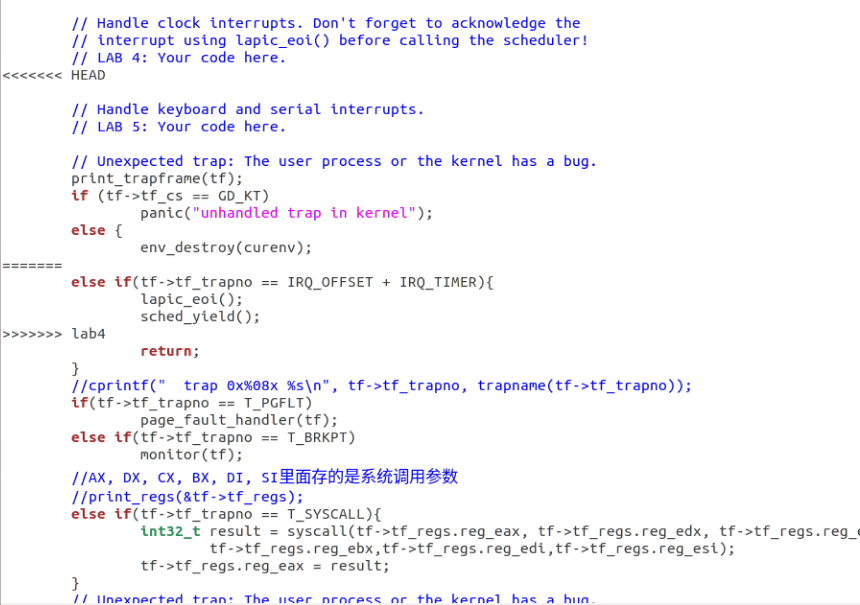 // Handle clock interrupts. Don't forget to acknowledge the
// interrupt using lapic_eoi() before calling the scheduler!
// LAB 4: Your code here.
<<<<<<< HEAD
// Handle keyboard and serial interrupts.
// LAB 5: Your code here.
// Unexpected trap: The user process or the kernel has a bug.
print_trapframe(tf);
if (tf->tf_cs == GD_KT)
panic("unhandled trap in kernel");
else {
env_destroy(curenv);
=======
else if(tf->tf_trapno == IRQ_OFFSET + IRQ_TIMER){
lapic_eoi();
sched_yield();
>>>>>>> lab4
return;
}
//cprintf("  trap 0x%08x %s\n", tf->tf_trapno, trapname(tf->tf_trapno));
if(tf->tf_trapno == T_PGFLT)
page_fault_handler(tf);
else if(tf->tf_trapno == T_BRKPT)
monitor(tf);
//AX, DX, CX, BX, DI, SI里面存的是系统调用参数
//print_regs(&tf->tf_regs);
else if(tf->tf_trapno == T_SYSCALL){
int32_t result = syscall(tf->tf_regs.reg_eax, tf->tf_regs.reg_edx, tf->tf_regs.reg_e
tf->tf_regs.reg_ebx,tf->tf_regs.reg_edi,tf->tf_regs.reg_esi);
tf->tf_regs.reg_eax = result;
}
// Unexpected trap: The user process or the kernel has a bug.